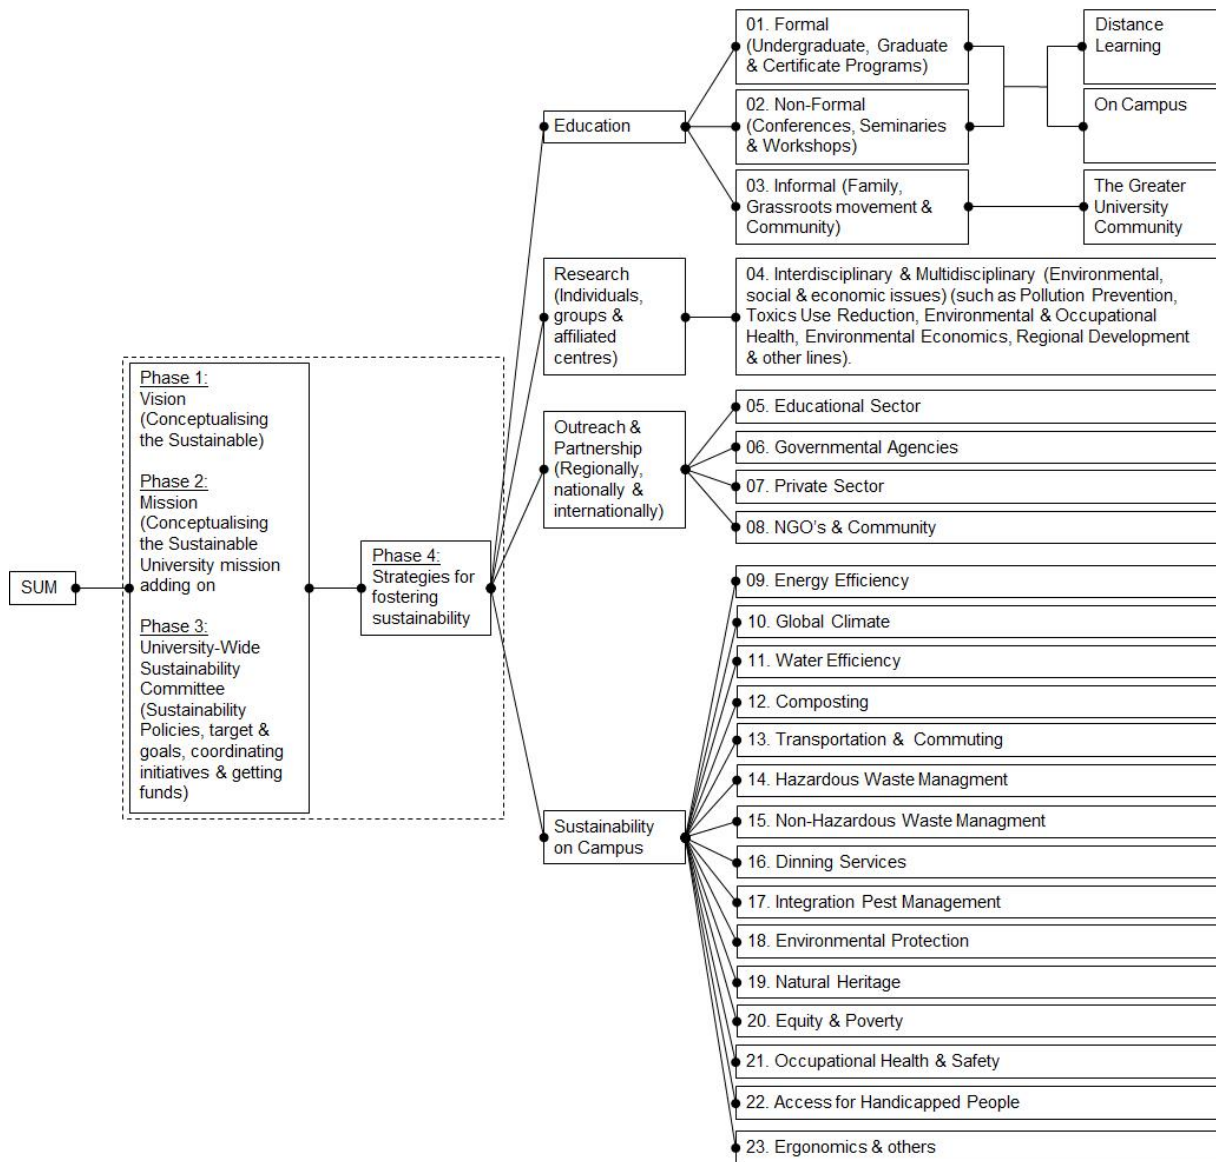 SUM
Phase 1:
Vision
(Conceptualising
the Sustainable)
Phase 2:
Mission
(Conceptualising
the Sustainable
University mission
adding on
Phase 3:
University-Wide
Sustainability
Committee
(Sustainability
Policies, target &
goals, coordinating
initiatives & getting
funds)
Phase 4:
Strategies for
fostering
sustainability
Education
01. Formal
(Undergraduate, Graduate
& Certificate Programs)
02. Non-Formal
(Conferences, Seminaries
& Workshops)
03. Informal (Family,
Grassroots movement &
Community)
Distance
Learning
On Campus
The Greater
University
Community
Research
(Individuals,
groups &
affiliated
centres)
04. Interdisciplinary & Multidisciplinary (Environmental,
social & economic issues) (such as Pollution Prevention,
Toxics Use Reduction, Environmental & Occupational
Health, Environmental Economics, Regional Development
& other lines).
Outreach &
Partnership
(Regionally,
nationally &
internationally)
05. Educational Sector
06. Governmental Agencies
07. Private Sector
08. NGO's & Community
Sustainability
on Campus
09. Energy Efficiency
10. Global Climate
11. Water Efficiency
12. Composting
13. Transportation & Commuting
14. Hazardous Waste Managment
15. Non-Hazardous Waste Managment
16. Dinning Services
17. Integration Pest Management
18. Environmental Protection
19. Natural Heritage
20. Equity & Poverty
21. Occupational Health & Safety
22. Access for Handicapped People
23. Ergonomics & others